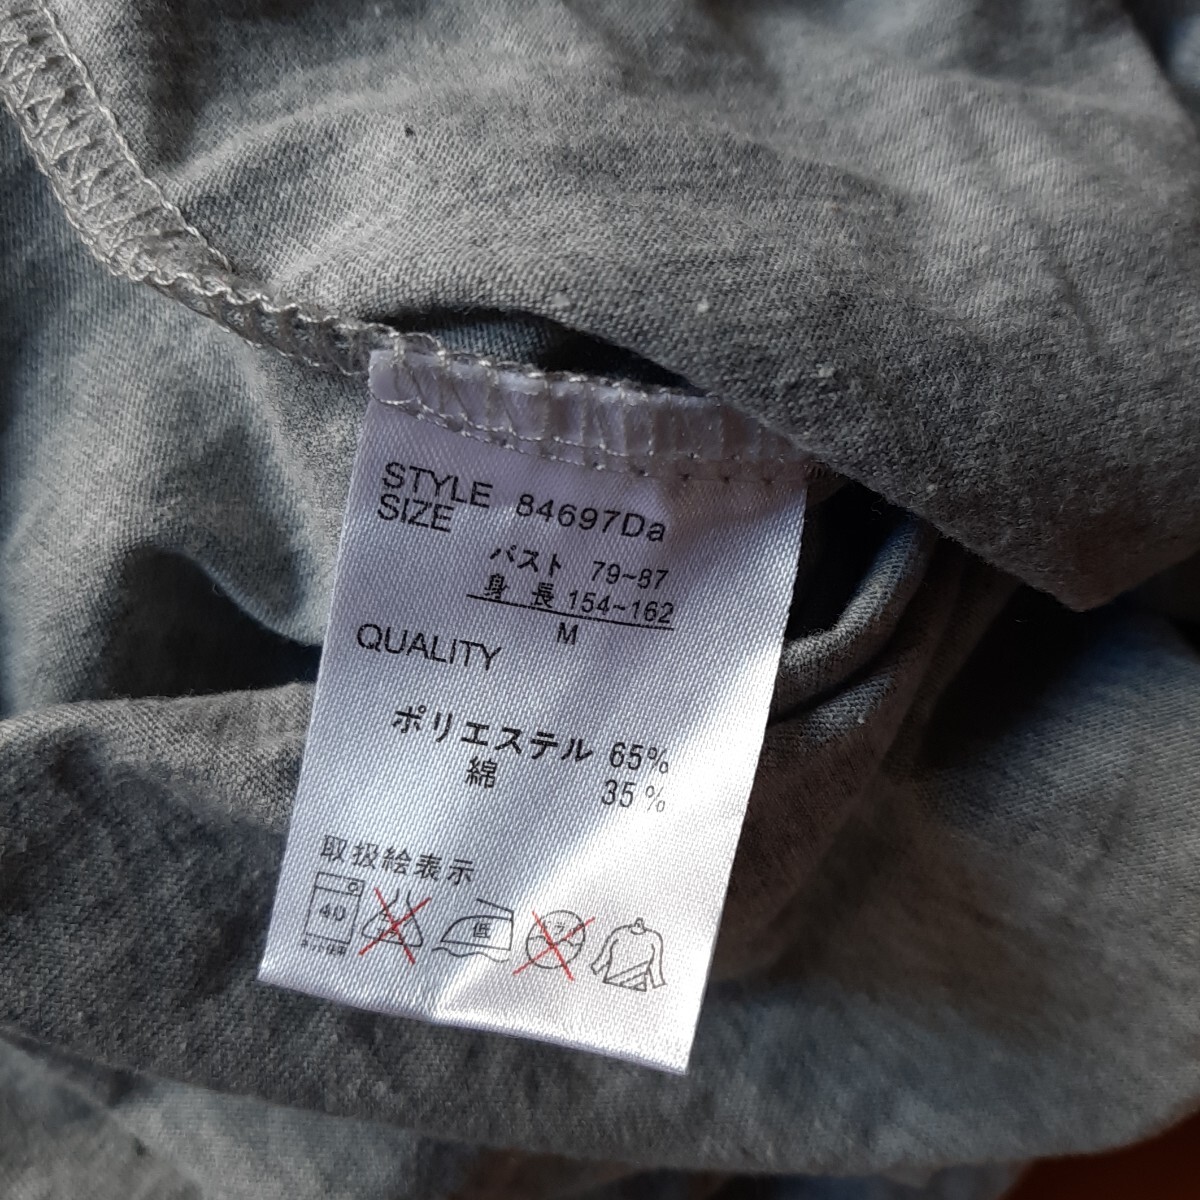 STYLE 84697Da
SIZE
バスト 79~87
身 長 154~162
M
QUALITY
ポリエステル 65%
綿 35%
取扱絵表示
40
低